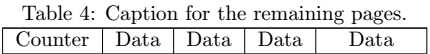 Table 4: Caption for the remaining pages.
Counter Data Data Data Data